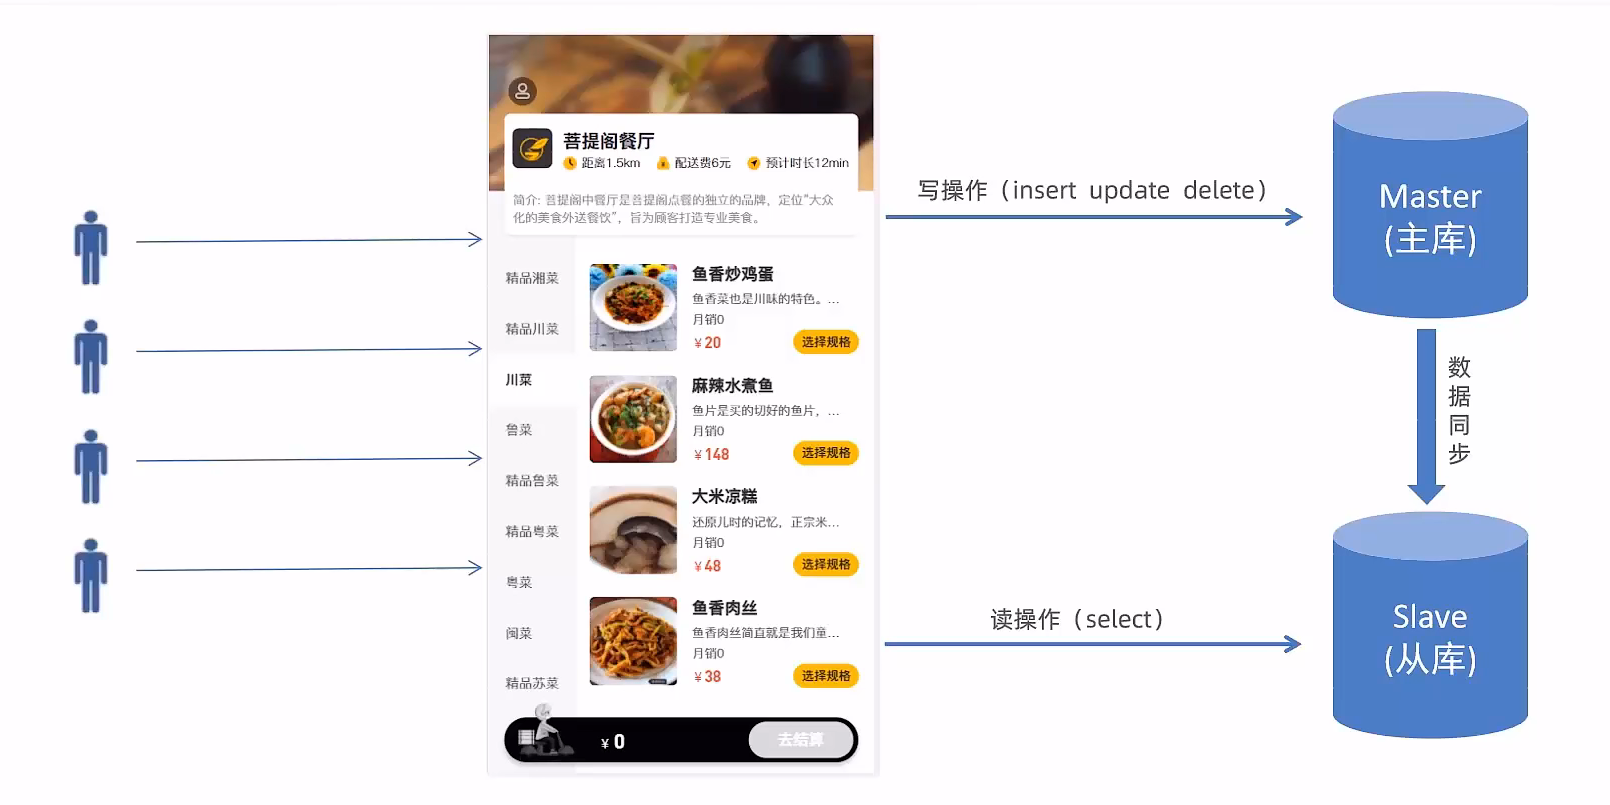 菩提阁餐厅
距离1.5km 配送费6元 预计时长12min
简介: 菩提阁中餐厅是菩提阁点餐的独立的品牌，定位"大众
化的美食外送餐饮"，旨为顾客打造专业美食。
精品湘菜
精品川菜
川菜
鲁菜
精品鲁菜
精品粤菜
粤菜
闽菜
精品苏菜
鱼香炒鸡蛋
鱼香菜也是川味的特色。...
月销0
¥20 选择规格
麻辣水煮鱼
鱼片是买的切好的鱼片，...
月销0
¥148 选择规格
大米凉糕
还原儿时的记忆，正宗米...
月销0
¥48 选择规格
鱼香肉丝
鱼香肉丝简直就是我们童...
月销0
¥38 选择规格
¥0 去结算
写操作（insert update delete）
读操作（select）
Master
(主库)
数
据
同
步
Slave
(从库)